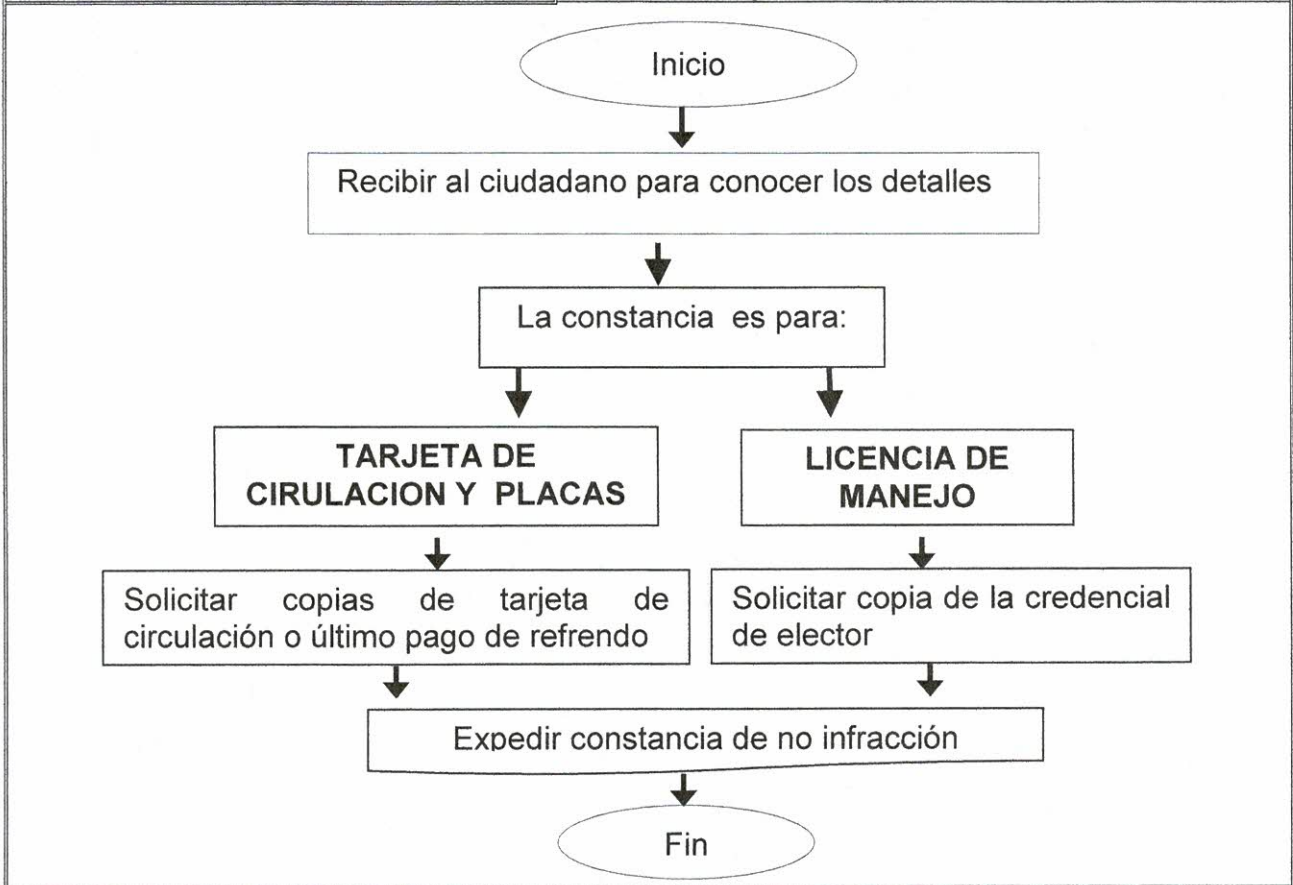 Inicio
Recibir al ciudadano para conocer los detalles
La constancia es para:
TARJETA DE
CIRULACION Y PLACAS
LICENCIA DE
MANEJO
Solicitar copias de tarjeta de
circulación o último pago de refrendo
Solicitar copia de la credencial
de elector
Expedir constancia de no infracción
Fin